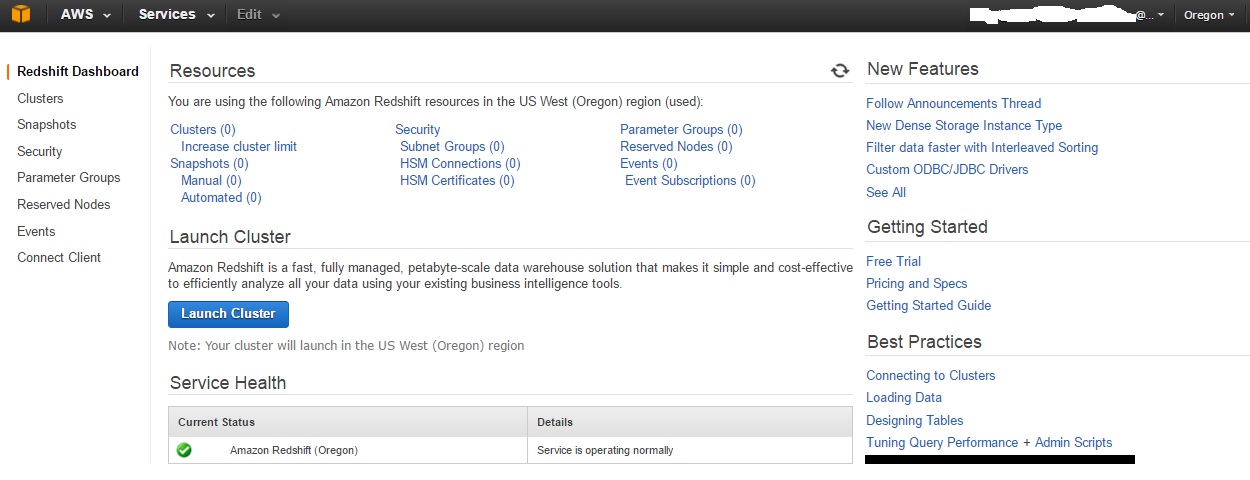 AWS Services Edit @... Oregon
Redshift Dashboard
Clusters
Snapshots
Security
Parameter Groups
Reserved Nodes
Events
Connect Client
Resources
You are using the following Amazon Redshift resources in the US West (Oregon) region (used):
Clusters (0)
Increase cluster limit
Snapshots (0)
Manual (0)
Automated (0)
Security
Subnet Groups (0)
HSM Connections (0)
HSM Certificates (0)
Parameter Groups (0)
Reserved Nodes (0)
Events (0)
Event Subscriptions (0)
Launch Cluster
Amazon Redshift is a fast, fully managed, petabyte-scale data warehouse solution that makes it simple and cost-effective
to efficiently analyze all your data using your existing business intelligence tools.
Launch Cluster
Note: Your cluster will launch in the US West (Oregon) region
Service Health
Current Status Details
Amazon Redshift (Oregon) Service is operating normally
New Features
Follow Announcements Thread
New Dense Storage Instance Type
Filter data faster with Interleaved Sorting
Custom ODBC/JDBC Drivers
See All
Getting Started
Free Trial
Pricing and Specs
Getting Started Guide
Best Practices
Connecting to Clusters
Loading Data
Designing Tables
Tuning Query Performance + Admin Scripts